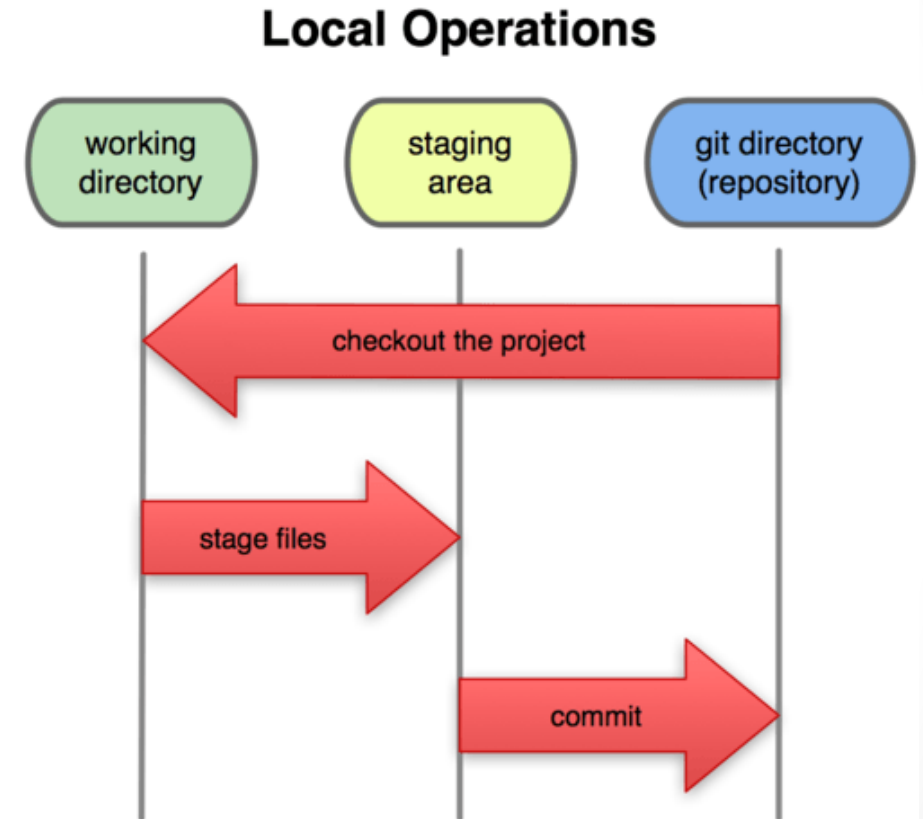 Local Operations
working
directory
staging
area
git directory
(repository)
checkout the project
stage files
commit